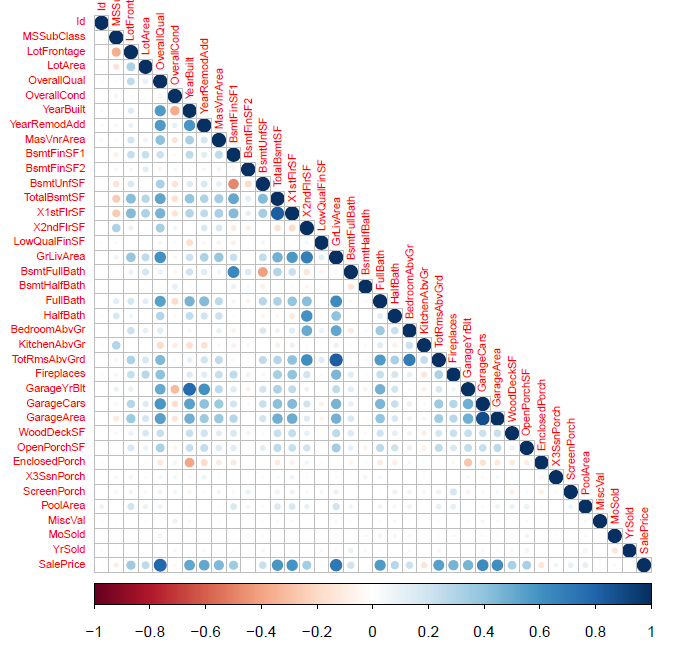 Id
MSSubClass
LotFrontage
LotArea
OverallQual
OverallCond
YearBuilt
YearRemodAdd
MasVnrArea
BsmtFinSF1
BsmtFinSF2
BsmtUnfSF
TotalBsmtSF
X1stFlrSF
X2ndFlrSF
LowQualFinSF
GrLivArea
BsmtFullBath
BsmtHalfBath
FullBath
HalfBath
BedroomAbvGr
KitchenAbvGr
TotRmsAbvGrd
Fireplaces
GarageYrBlt
GarageCars
GarageArea
WoodDeckSF
OpenPorchSF
EnclosedPorch
X3SsnPorch
ScreenPorch
PoolArea
MiscVal
MoSold
YrSold
SalePrice
Id
MSSu
LotFront
LotArea
OverallQual
OverallCond
YearBuilt
YearRemodAdd
MasVnrArea
BsmtFinSF1
BsmtFinSF2
BsmtUnfSF
TotalBsmtSF
X1stFlrSF
X2ndFlrSF
LowQualFinSF
GrLivArea
BsmtFullBath
BsmtHalfBath
FullBath
HalfBath
BedroomAbvGr
KitchenAbvGr
TotRmsAbvGrd
Fireplaces
GarageYrBlt
GarageCars
GarageArea
WoodDeckSF
OpenPorchSF
EnclosedPorch
X3SsnPorch
ScreenPorch
PoolArea
MiscVal
MoSold
YrSold
SalePrice
−1 −0.8 −0.6 −0.4 −0.2 0 0.2 0.4 0.6 0.8 1